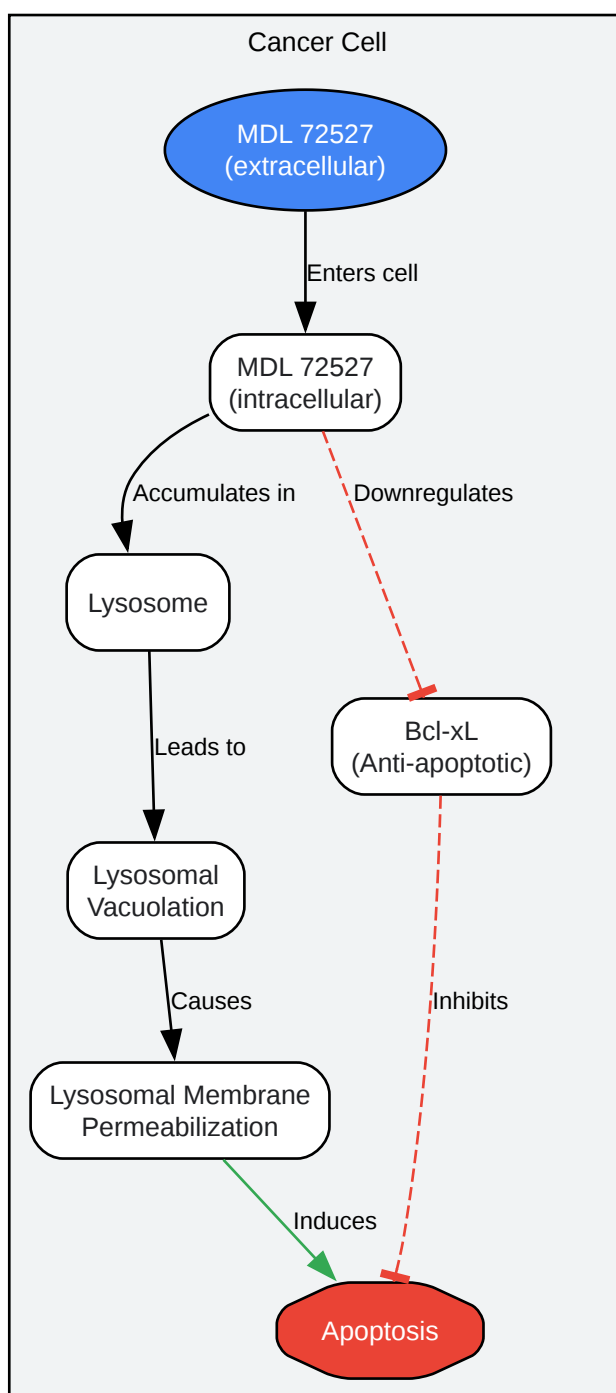 Cancer Cell
MDL 72527
(extracellular)
Enters cell
MDL 72527
(intracellular)
Accumulates in
Downregulates
Lysosome
Bcl-xL
(Anti-apoptotic)
Leads to
Lysosomal
Vacuolation
Causes
Inhibits
Lysosomal Membrane
Permeabilization
Induces
Apoptosis